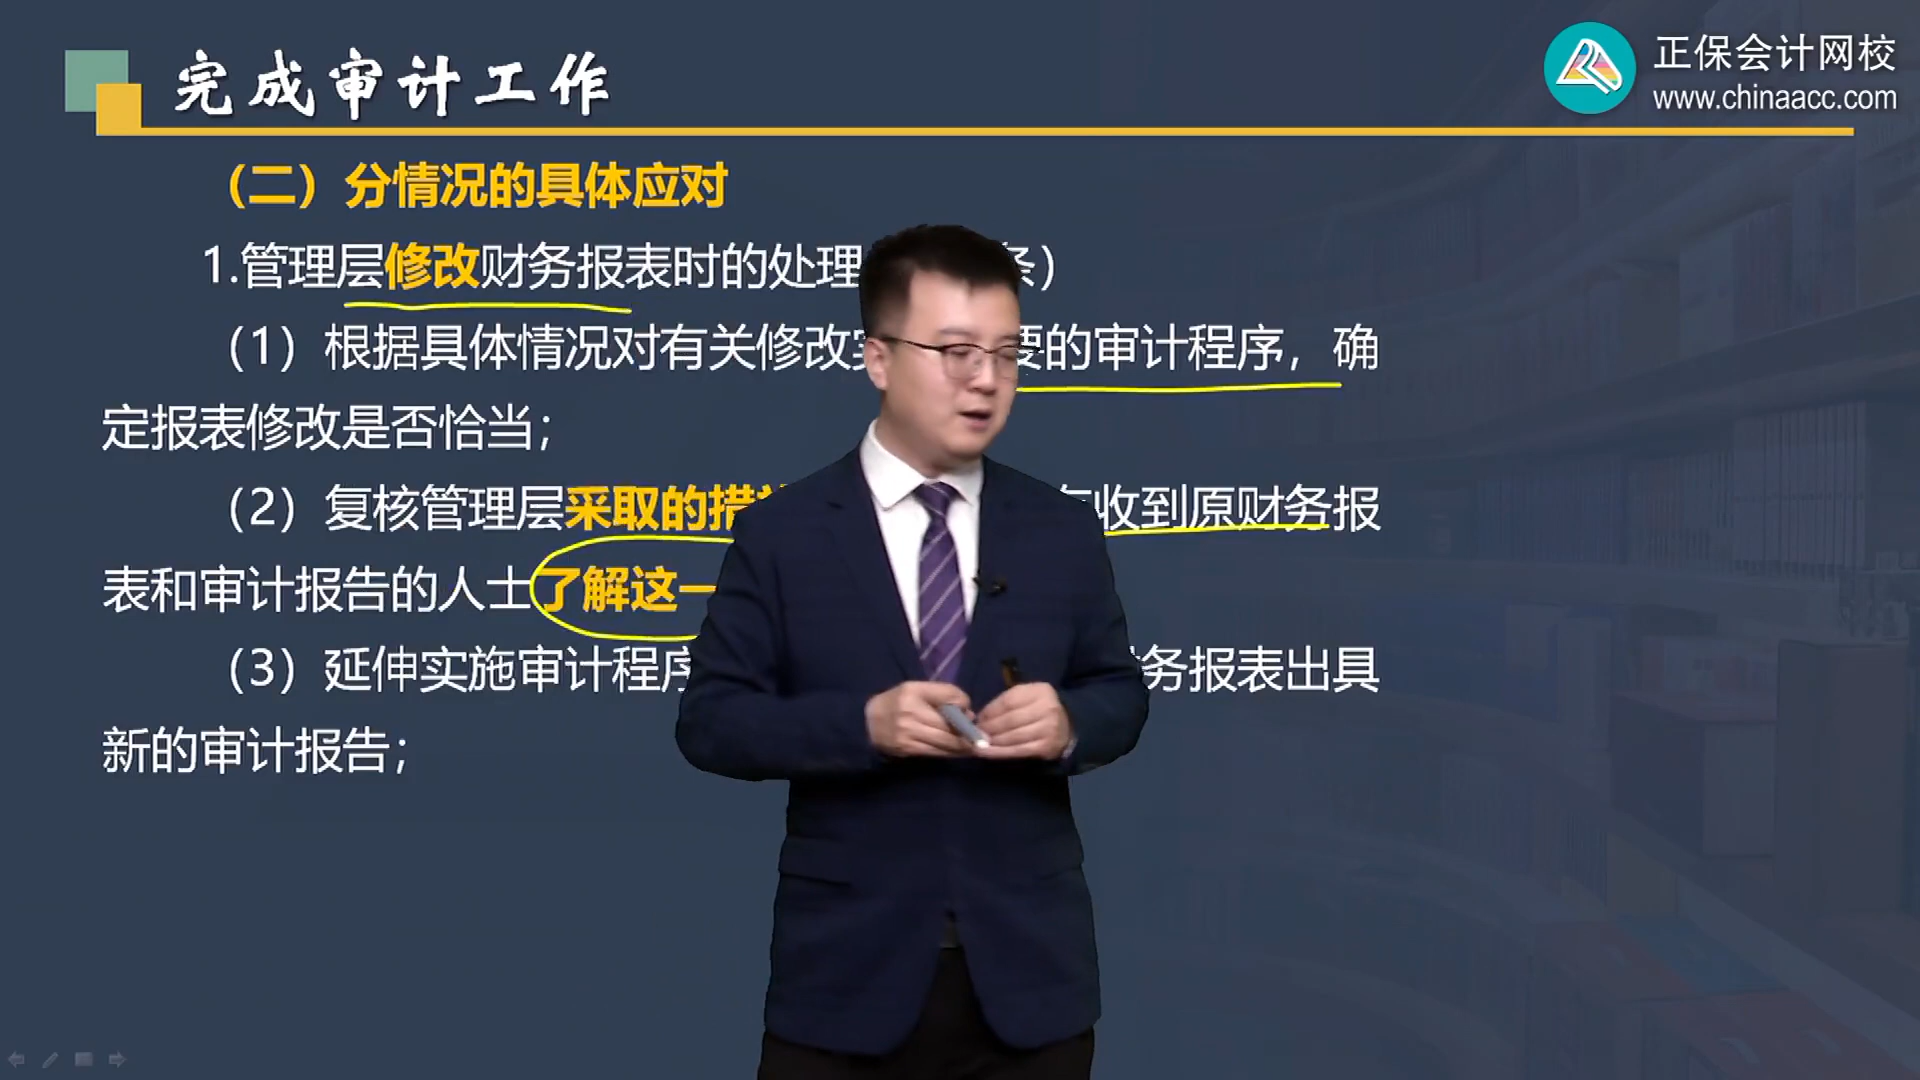 完成审计工作
正保会计网校
www.chinaacc.com
（二）分情况的具体应对
1.管理层修改财务报表时的处理 条）
（1）根据具体情况对有关修改 的审计程序，确
定报表修改是否恰当；
（2）复核管理层采取的措 收到原财务报
表和审计报告的人士了解这一
（3）延伸实施审计程序 务报表出具
新的审计报告；